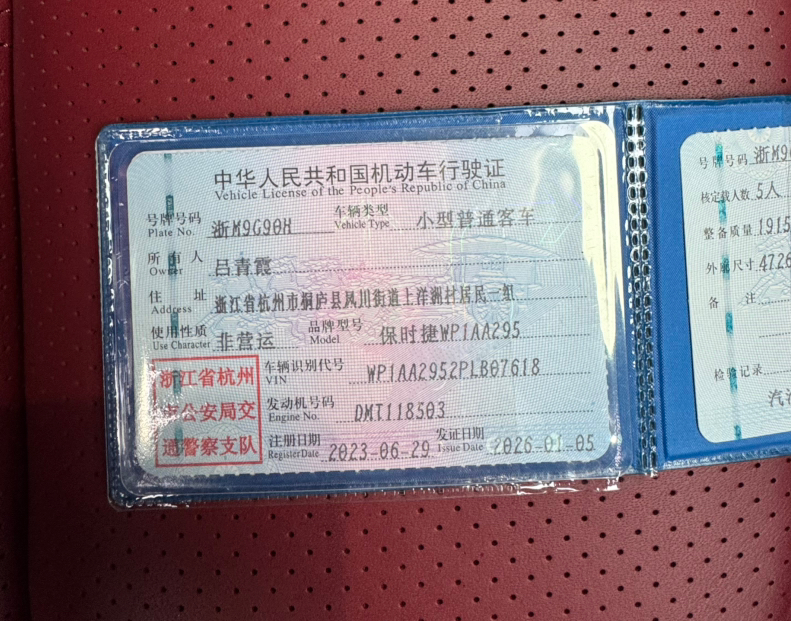 中华人民共和国机动车行驶证
Vehicle License of the People's Republic of China
号牌号码 浙M9G90H 车辆类型 小型普通客车
Plate No. Vehicle Type
所有人 吕青霞
Owner
住址 浙江省杭州市桐庐县凤川街道上洋洲村居民一组
Address
使用性质 非营运 品牌型号 保时捷WP1AA295
Use Character Model
浙江省杭州
市公安局交
通警察支队
车辆识别代号 WP1AA2952PLB07618
VIN
发动机号码 DMT118503
Engine No.
注册日期 2023-06-29 发证日期 2026-01-05
Register Date Issue Date
号牌号码 浙M9
核定载人数 5人
整备质量 1915
外廓尺寸 4726
备注
检验记录